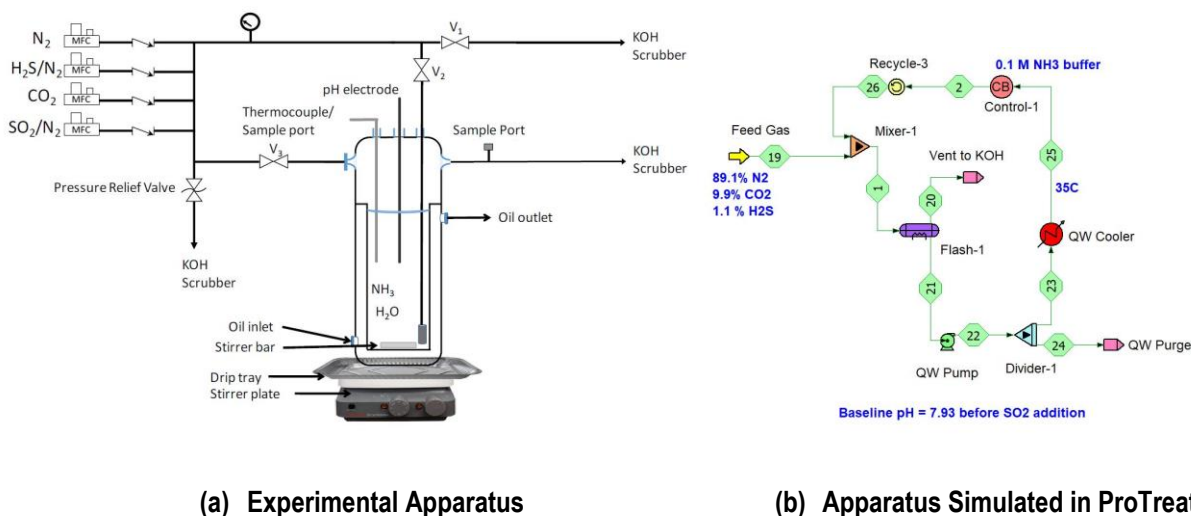 N2
MFC
H2S/N2
MFC
CO2
MFC
SO2/N2
MFC
V1
KOH
Scrubber
V2
pH electrode
Thermocouple/
Sample port
Sample Port
V3
KOH
Scrubber
Pressure Relief Valve
Oil outlet
KOH
Scrubber
NH3
H2O
Oil inlet
Stirrer bar
Drip tray
Stirrer plate
Recycle-3
0.1 M NH3 buffer
26
2
CB
Control-1
Feed Gas
Mixer-1
19
25
Vent to KOH
89.1% N2
9.9% CO2
1.1 % H2S
1
20
35C
Flash-1
QW Cooler
21
23
22
24
QW Purge
QW Pump
Divider-1
Baseline pH = 7.93 before SO2 addition
(a) Experimental Apparatus
(b) Apparatus Simulated in ProTreat